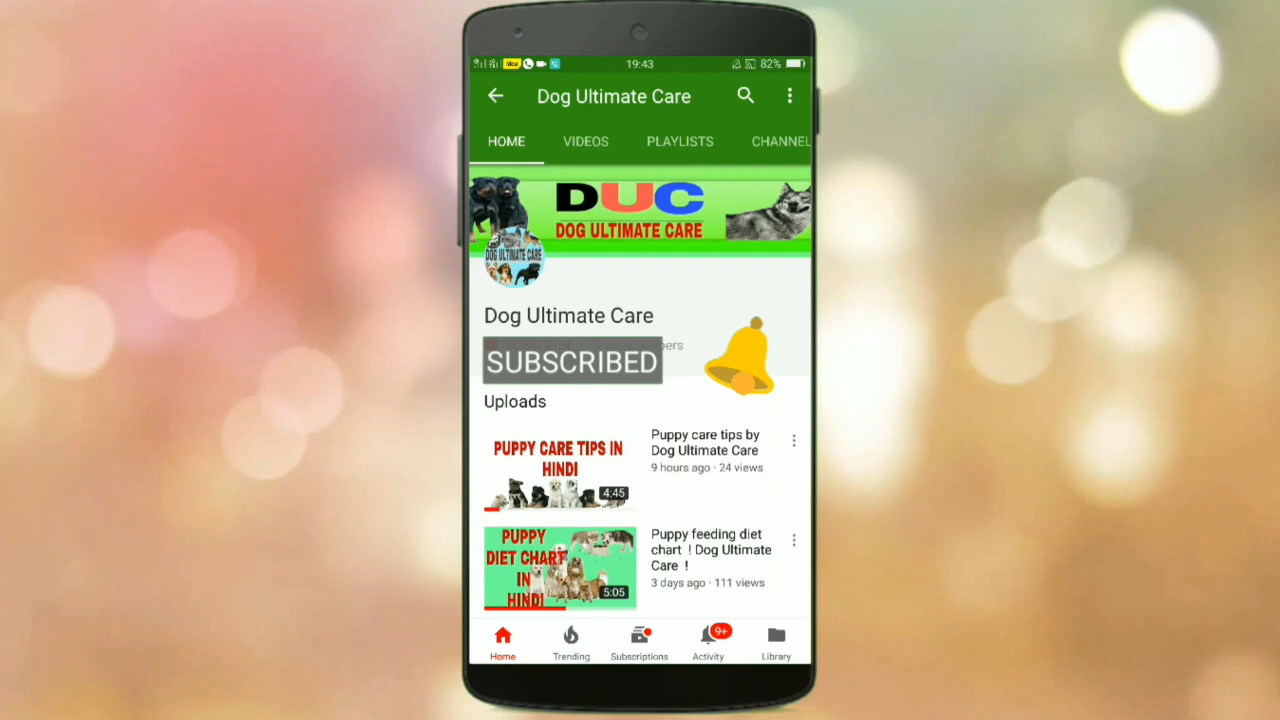 19:43
82%
Dog Ultimate Care
HOME VIDEOS PLAYLISTS CHANNEL
DUC
DOG ULTIMATE CARE
DOG ULTIMATE CARE
Dog Ultimate Care
SUBSCRIBED
Uploads
PUPPY CARE TIPS IN
HINDI
4:45
Puppy care tips by
Dog Ultimate Care
9 hours ago · 24 views
PUPPY
DIET CHART
IN
HINDI
5:05
Puppy feeding diet
chart ! Dog Ultimate
Care !
3 days ago · 111 views
9+
Home Trending Subscriptions Activity Library